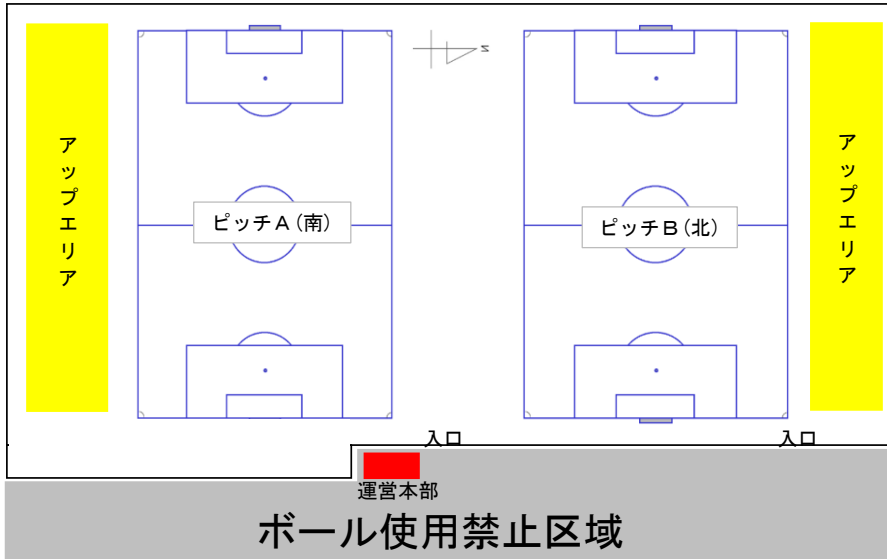 アップエリア
ピッチA(南)
N
ピッチB(北)
アップエリア
入口
入口
運営本部
ボール使用禁止区域